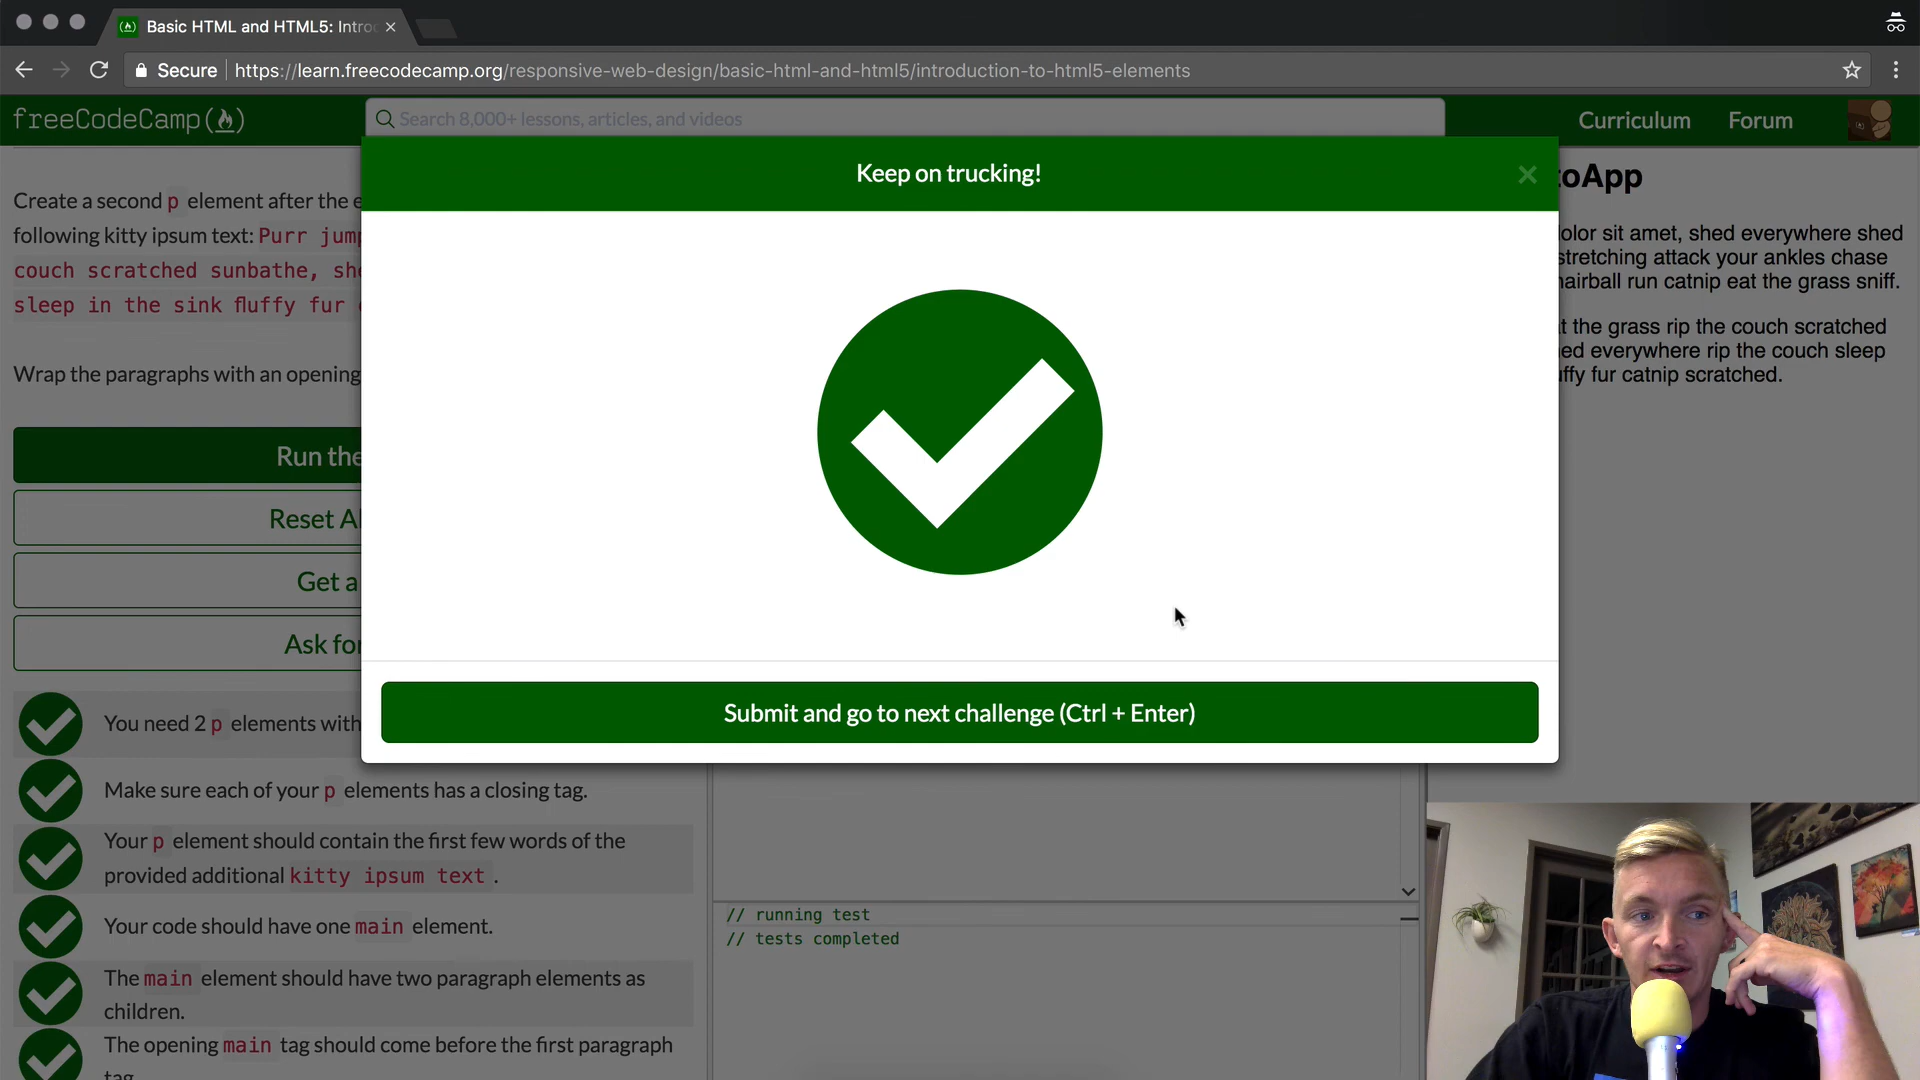 Basic HTML and HTML5: Intro
Secure
https://learn.freecodecamp.org/responsive-web-design/basic-html-and-html5/introduction-to-html5-elements
freeCodeCamp
Search 8,000+ lessons, articles, and videos
Curriculum
Forum
Keep on trucking!
toApp
Create a second p element after the e
following kitty ipsum text: Purr jump
couch scratched sunbathe, she
sleep in the sink fluffy fur
Wrap the paragraphs with an opening
olor sit amet, shed everywhere shed
stretching attack your ankles chase
hairball run catnip eat the grass sniff.
t the grass rip the couch scratched
ed everywhere rip the couch sleep
ffy fur catnip scratched.
Run the
Reset Al
Get a
Ask for
Submit and go to next challenge (Ctrl + Enter)
You need 2 p elements with
Make sure each of your p elements has a closing tag.
Your p element should contain the first few words of the
provided additional kitty ipsum text .
Your code should have one main element.
The main element should have two paragraph elements as
children.
The opening main tag should come before the first paragraph
tag.
// running test
// tests completed